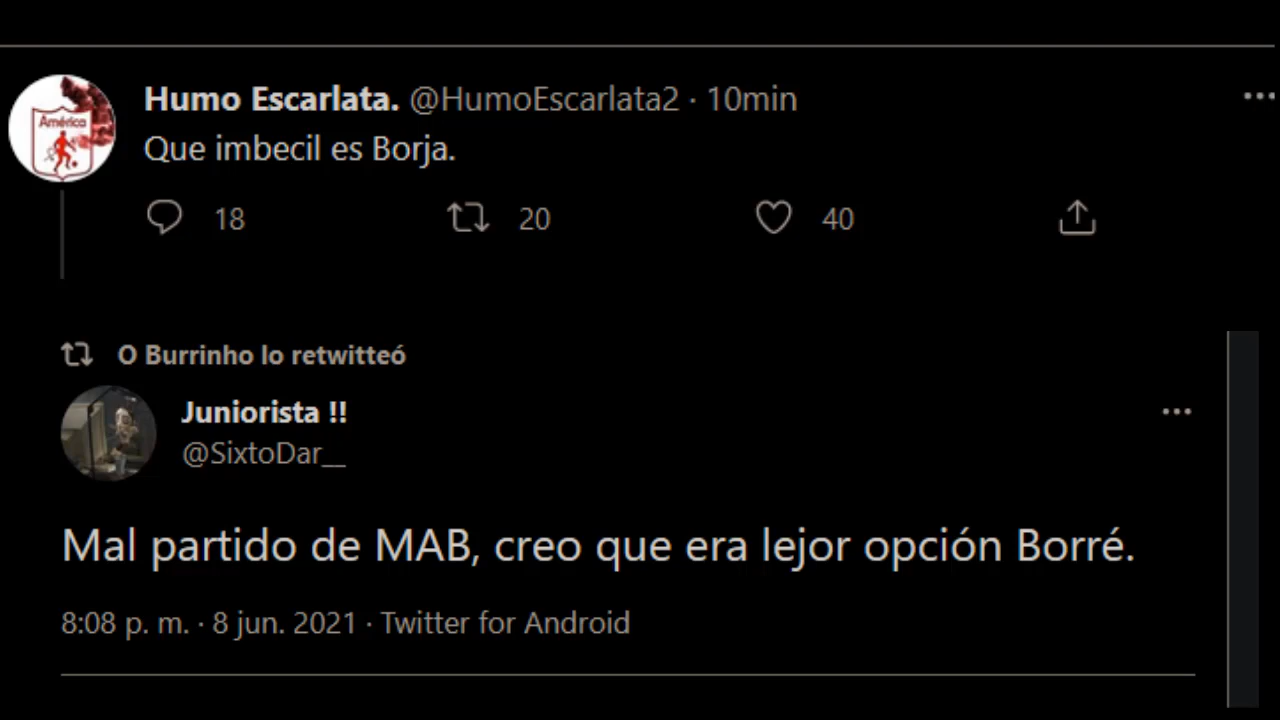 Humo Escarlata. @HumoEscarlata2 · 10min
América
Que imbecil es Borja.
18 20 40
O Burrinho lo retwitteó
Juniorista !!
@SixtoDar__
Mal partido de MAB, creo que era lejor opción Borré.
8:08 p. m. · 8 jun. 2021 · Twitter for Android